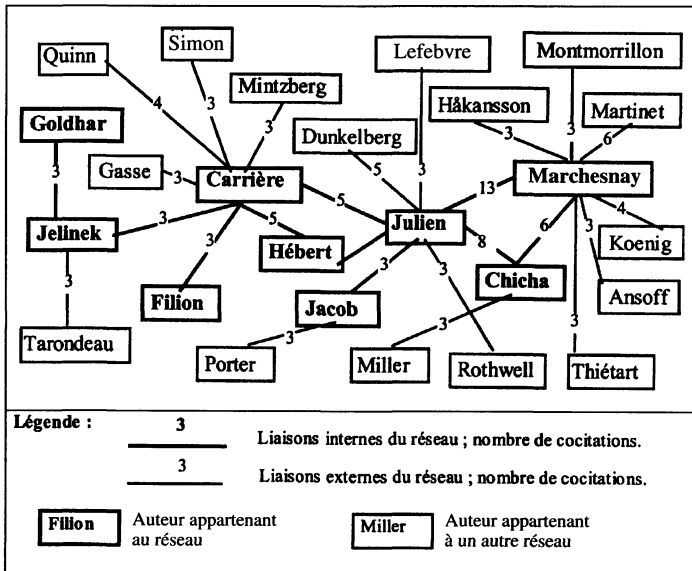 Simon
Quinn
Lefebvre
Montmorrillon
4
3
3
Mintzberg
Håkansson
3
Martinet
Goldhar
Dunkelberg
3
6
3
Gasse
3
Carrière
5
3
13
Marchesnay
5
Julien
6
3
4
Jelinek
3
5
Hébert
8
Koenig
3
3
3
3
Chicha
Filion
Jacob
Ansoff
3
3
3
Tarondeau
Porter
Miller
Rothwell
Thiétart
Légende :
3
Liaisons internes du réseau ; nombre de cocitations.
3
Liaisons externes du réseau ; nombre de cocitations.
Filion
Auteur appartenant
au réseau
Miller
Auteur appartenant
à un autre réseau